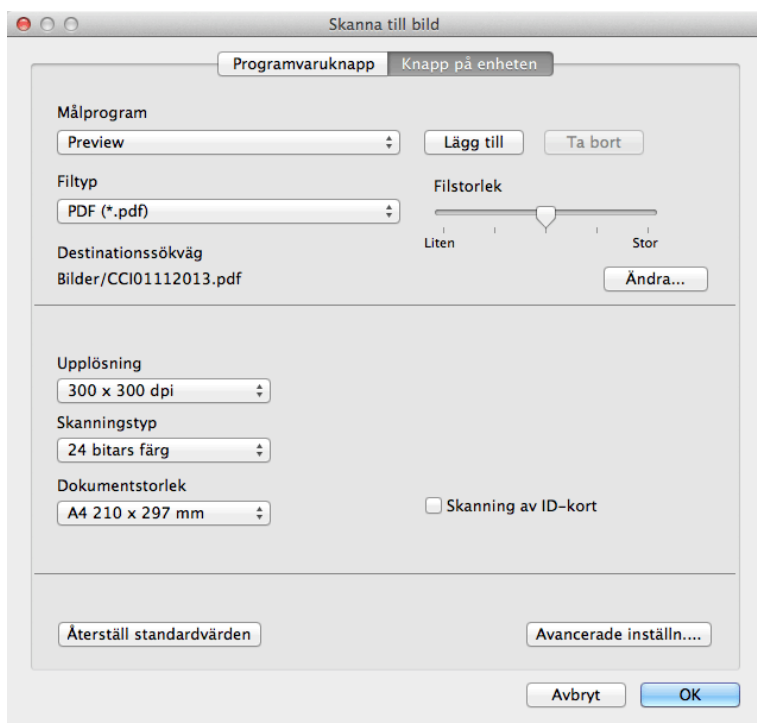 Skanna till bild
Programvaruknapp Knapp på enheten
Målprogram
Preview Lägg till Ta bort
Filtyp Filstorlek
PDF (*.pdf)
Liten Stor
Destinationssökväg
Bilder/CCI01112013.pdf Ändra...
Upplösning
300 x 300 dpi
Skanningstyp
24 bitars färg
Dokumentstorlek
A4 210 x 297 mm Skanning av ID-kort
Återställ standardvärden Avancerade inställn....
Avbryt OK